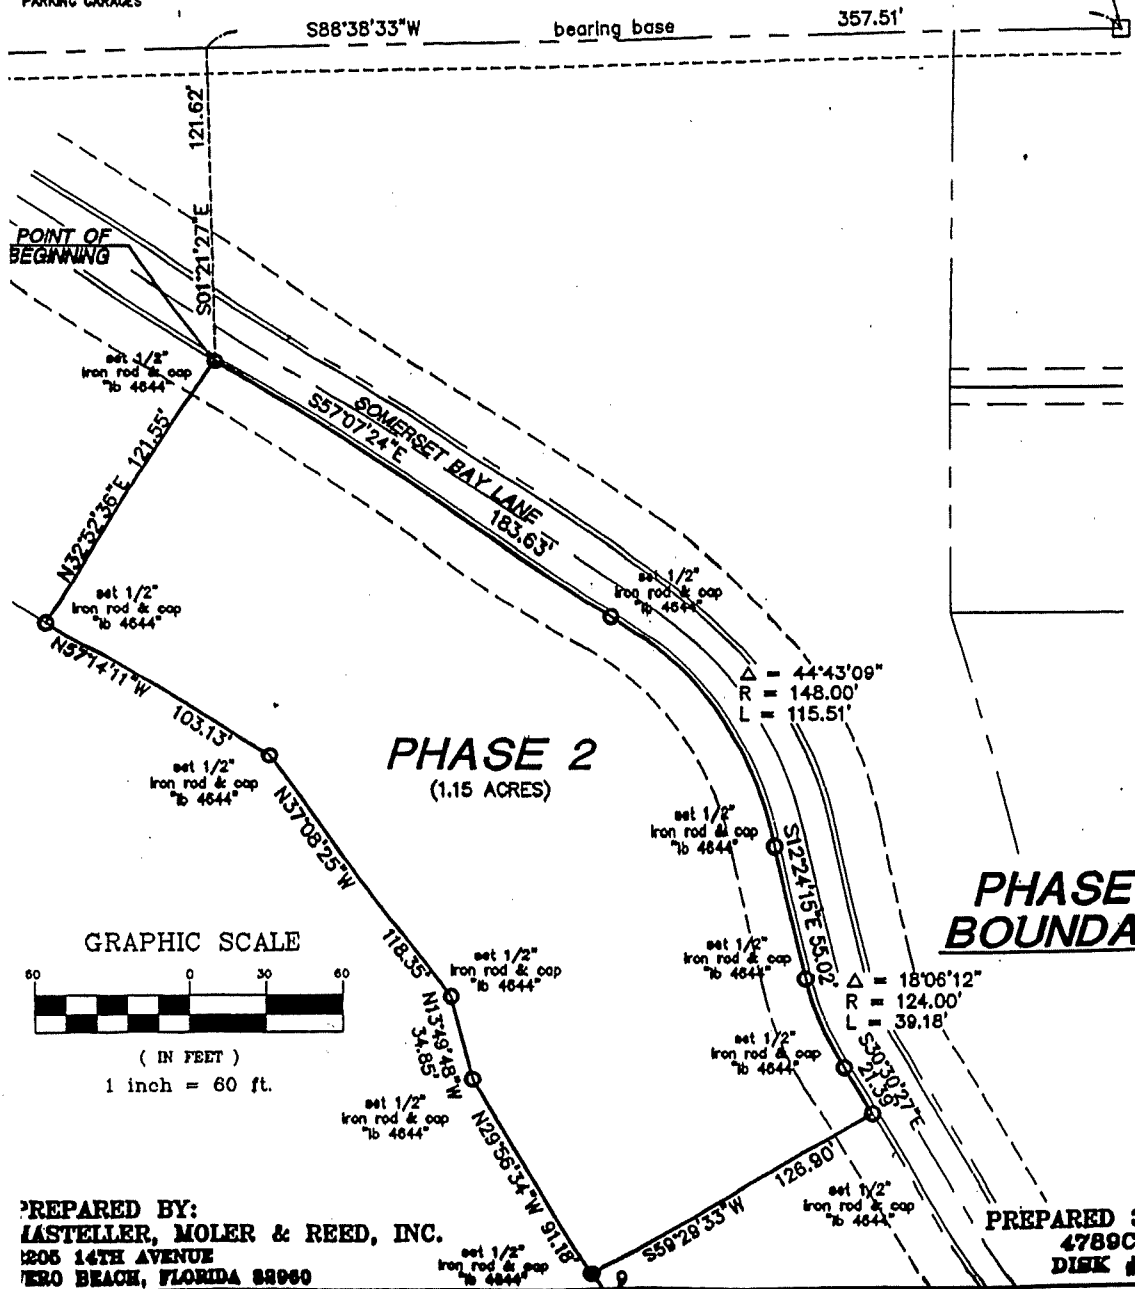 PARKING GARAGES
S88°38'33"W
bearing base
357.51'
121.62'
S01°21'27"E
POINT OF
BEGINNING
set 1/2"
iron rod & cap
"lb 4644"
SOMERSET BAY LANE
S57°07'24"E
183.63'
N32°52'36"E 121.55'
set 1/2"
iron rod & cap
"lb 4644"
set 1/2"
iron rod & cap
"lb 4644"
N57°14'11"W
103.13'
Δ = 44°43'09"
R = 148.00'
L = 115.51'
PHASE 2
(1.15 ACRES)
set 1/2"
iron rod & cap
"lb 4644"
N37°08'25"W
118.35'
set 1/2"
iron rod & cap
"lb 4644"
S12°24'15"E 55.02'
PHASE
BOUNDA
GRAPHIC SCALE
60 0 30 60
( IN FEET )
1 inch = 60 ft.
set 1/2"
iron rod & cap
"lb 4644"
set 1/2"
iron rod & cap
"lb 4644"
Δ = 18°06'12"
R = 124.00'
L = 39.18'
N13°49'48"W
34.85'
set 1/2"
iron rod & cap
"lb 4644"
S30°30'27"E
21.39'
set 1/2"
iron rod & cap
"lb 4644"
N29°56'34"W 91.18'
S59°29'33"W 126.90'
set 1/2"
iron rod & cap
"lb 4644"
set 1/2"
iron rod & cap
"lb 4644"
9
PREPARED BY:
MASTELLER, MOLER & REED, INC.
2205 14TH AVENUE
VERO BEACH, FLORIDA 32960
PREPARED
4789C
DISK #